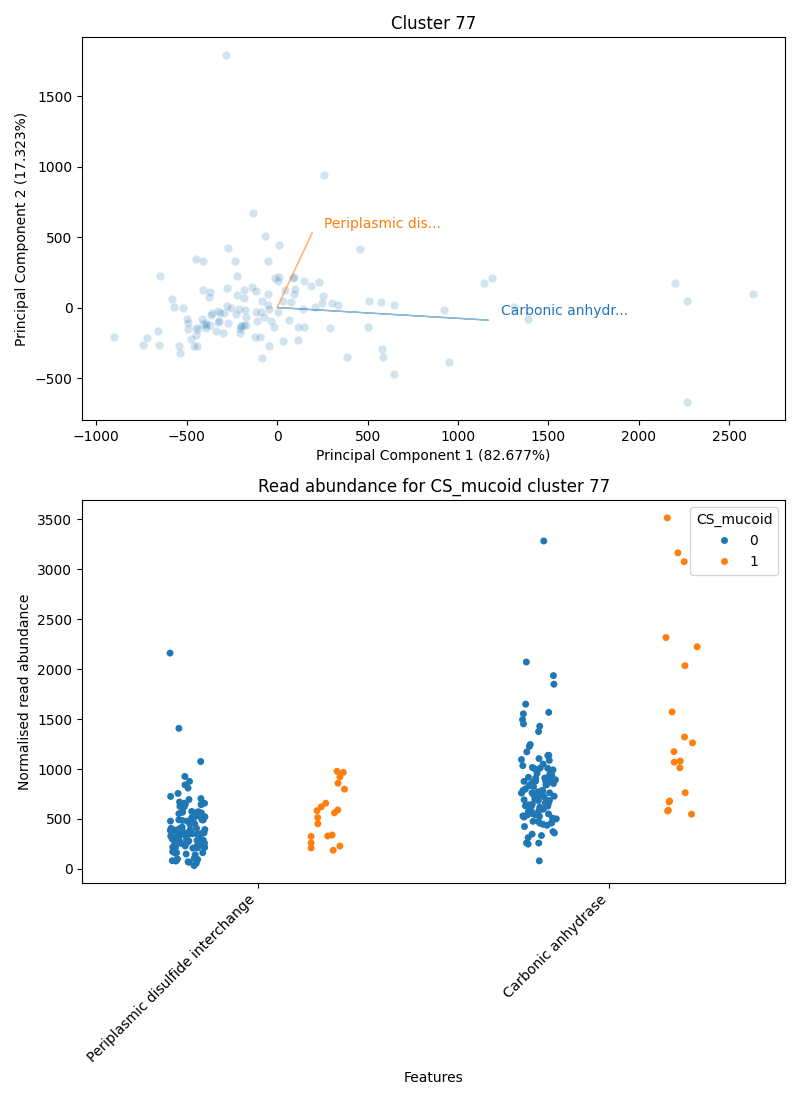 Cluster 77
Principal Component 2 (17.323%)
1500
1000
500
0
−500
Periplasmic dis...
Carbonic anhydr...
−1000
−500
0
500
1000
1500
2000
2500
Principal Component 1 (82.677%)
Read abundance for CS_mucoid cluster 77
Normalised read abundance
3500
3000
2500
2000
1500
1000
500
0
CS_mucoid
0
1
Periplasmic disulfide interchange
Carbonic anhydrase
Features